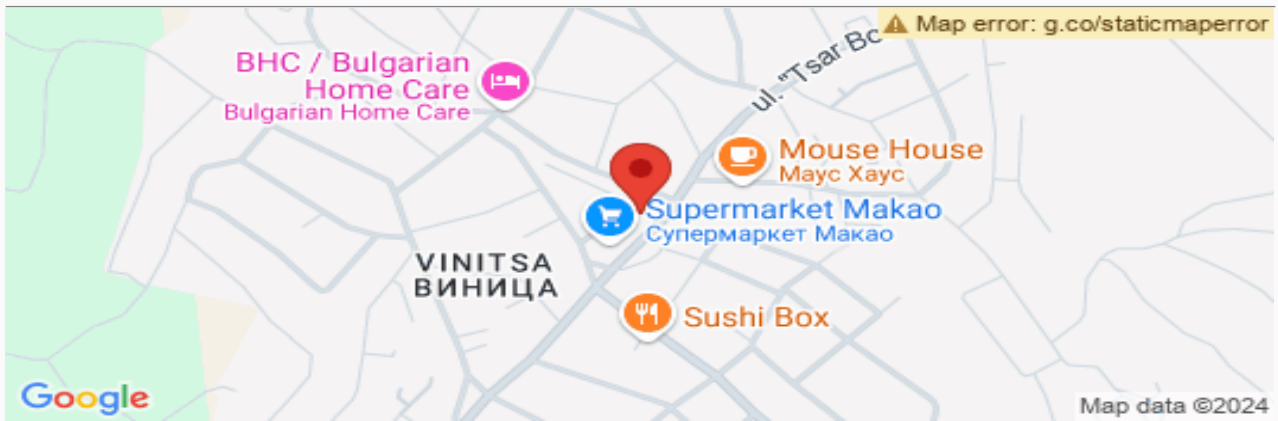 Map error: g.co/staticmaperror
ul. "Tsar Bo
BHC / Bulgarian
Home Care
Bulgarian Home Care
Mouse House
Маус Хаус
Supermarket Makao
Супермаркет Макао
VINITSA
ВИНИЦА
Sushi Box
Google
Map data ©2024